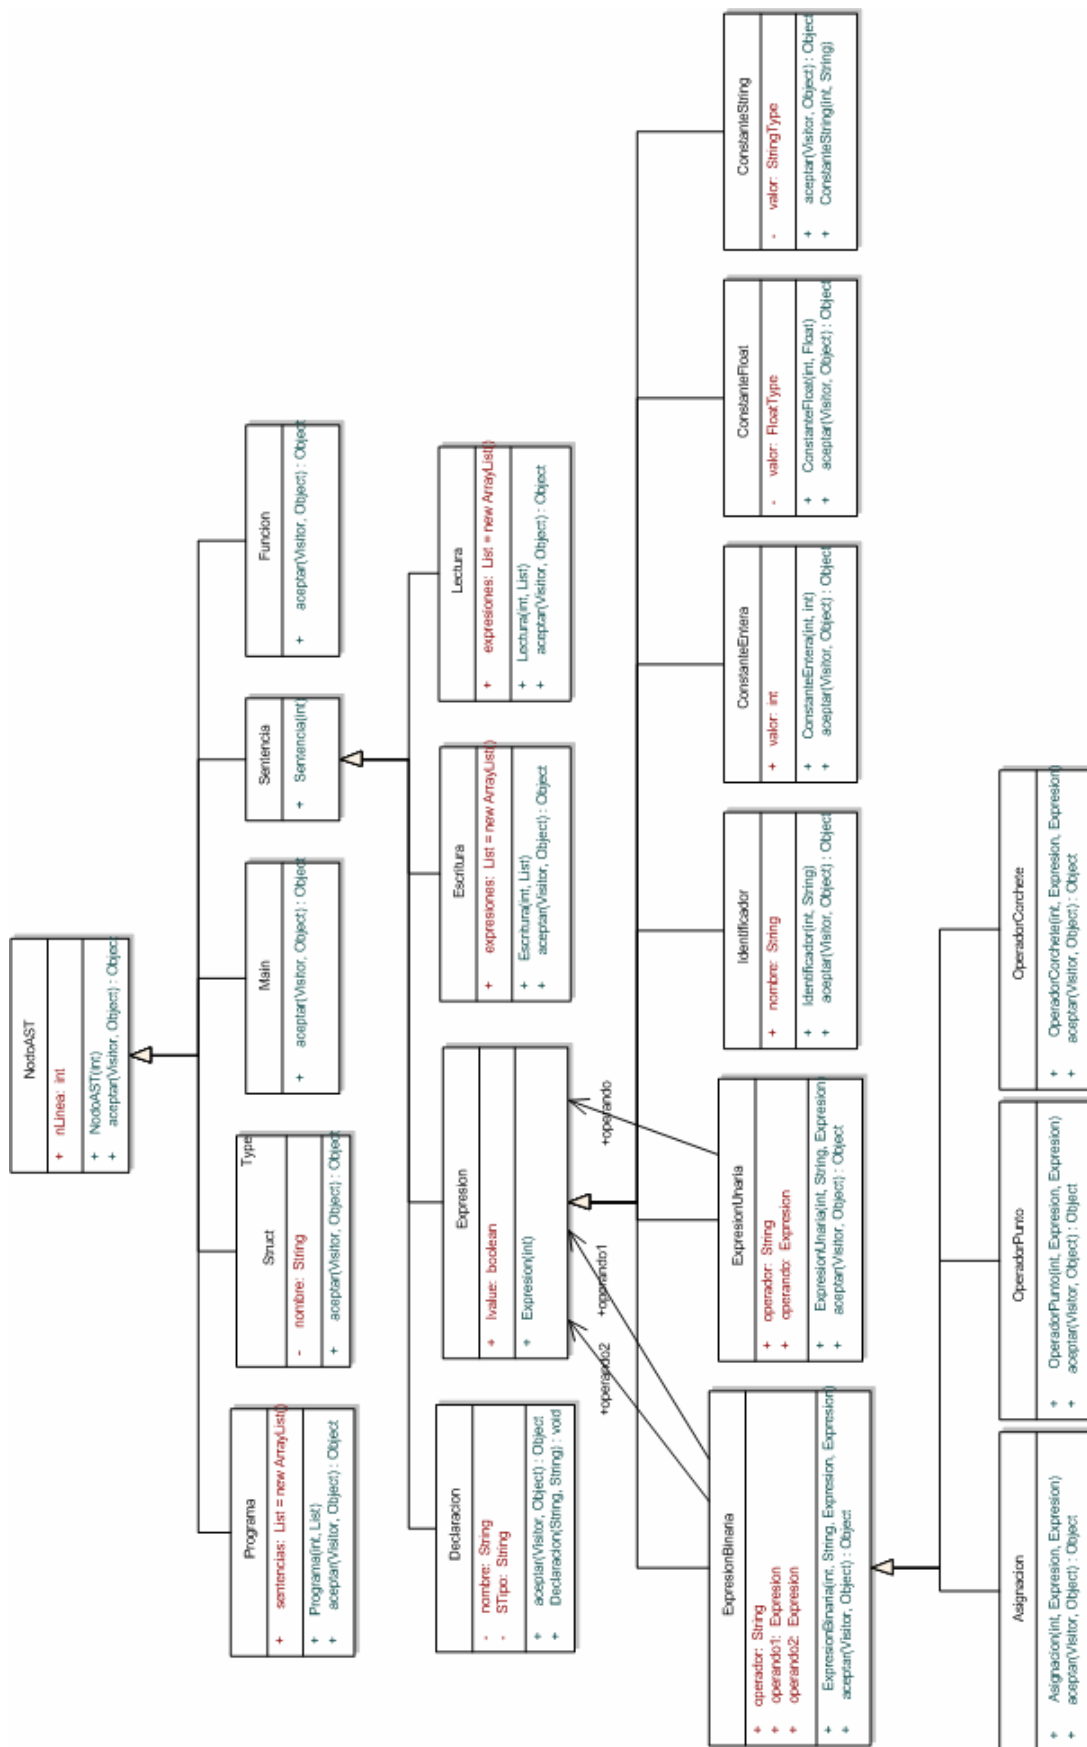 NodoAST
+ nLinea: int
+ NodoAST(int)
+ aceptar(Visitor, Object) : Object
Programa
+ sentencias: List = new ArrayList()
+ Programa(int, List)
+ aceptar(Visitor, Object) : Object
Type
Struct
- nombre: String
+ aceptar(Visitor, Object) : Object
Main
+ aceptar(Visitor, Object) : Object
Sentencia
+ Sentencia(int)
Funcion
+ aceptar(Visitor, Object) : Object
Declaracion
- nombre: String
- STipo: String
+ aceptar(Visitor, Object) : Object
+ Declaracion(String, String) : void
Expresion
+ lvalue: boolean
+ Expresion(int)
Escritura
+ expresiones: List = new ArrayList()
+ Escritura(int, List)
+ aceptar(Visitor, Object) : Object
Lectura
+ expresiones: List = new ArrayList()
+ Lectura(int, List)
+ aceptar(Visitor, Object) : Object
+operando2
+operando1
+operando
ExpresionBinaria
+ operador: String
+ operando1: Expresion
+ operando2: Expresion
+ ExpresionBinaria(int, String, Expresion, Expresion)
+ aceptar(Visitor, Object) : Object
ExpresionUnaria
+ operador: String
+ operando: Expresion
+ ExpresionUnaria(int, String, Expresion)
+ aceptar(Visitor, Object) : Object
Identificador
+ nombre: String
+ Identificador(int, String)
+ aceptar(Visitor, Object) : Object
ConstanteEntera
+ valor: int
+ ConstanteEntera(int, int)
+ aceptar(Visitor, Object) : Object
ConstanteFloat
- valor: FloatType
+ ConstanteFloat(int, Float)
+ aceptar(Visitor, Object) : Object
ConstanteString
- valor: StringType
+ aceptar(Visitor, Object) : Object
+ ConstanteString(int, String)
Asignacion
+ Asignacion(int, Expresion, Expresion)
+ aceptar(Visitor, Object) : Object
OperadorPunto
+ OperadorPunto(int, Expresion, Expresion)
+ aceptar(Visitor, Object) : Object
OperadorCorchete
+ OperadorCorchete(int, Expresion, Expresion)
+ aceptar(Visitor, Object) : Object